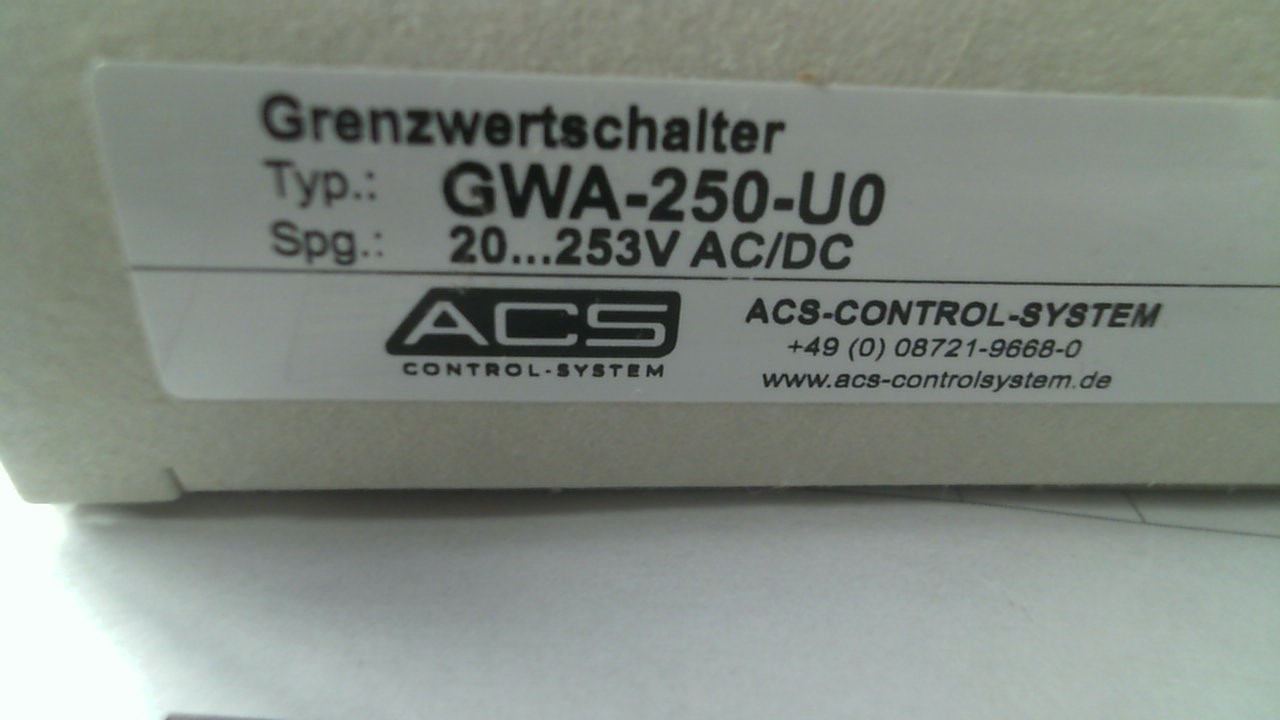 Grenzwertschalter
Typ.: GWA-250-U0
Spg.: 20...253V AC/DC
ACS
CONTROL-SYSTEM
ACS-CONTROL-SYSTEM
+49 (0) 08721-9668-0
www.acs-controlsystem.de